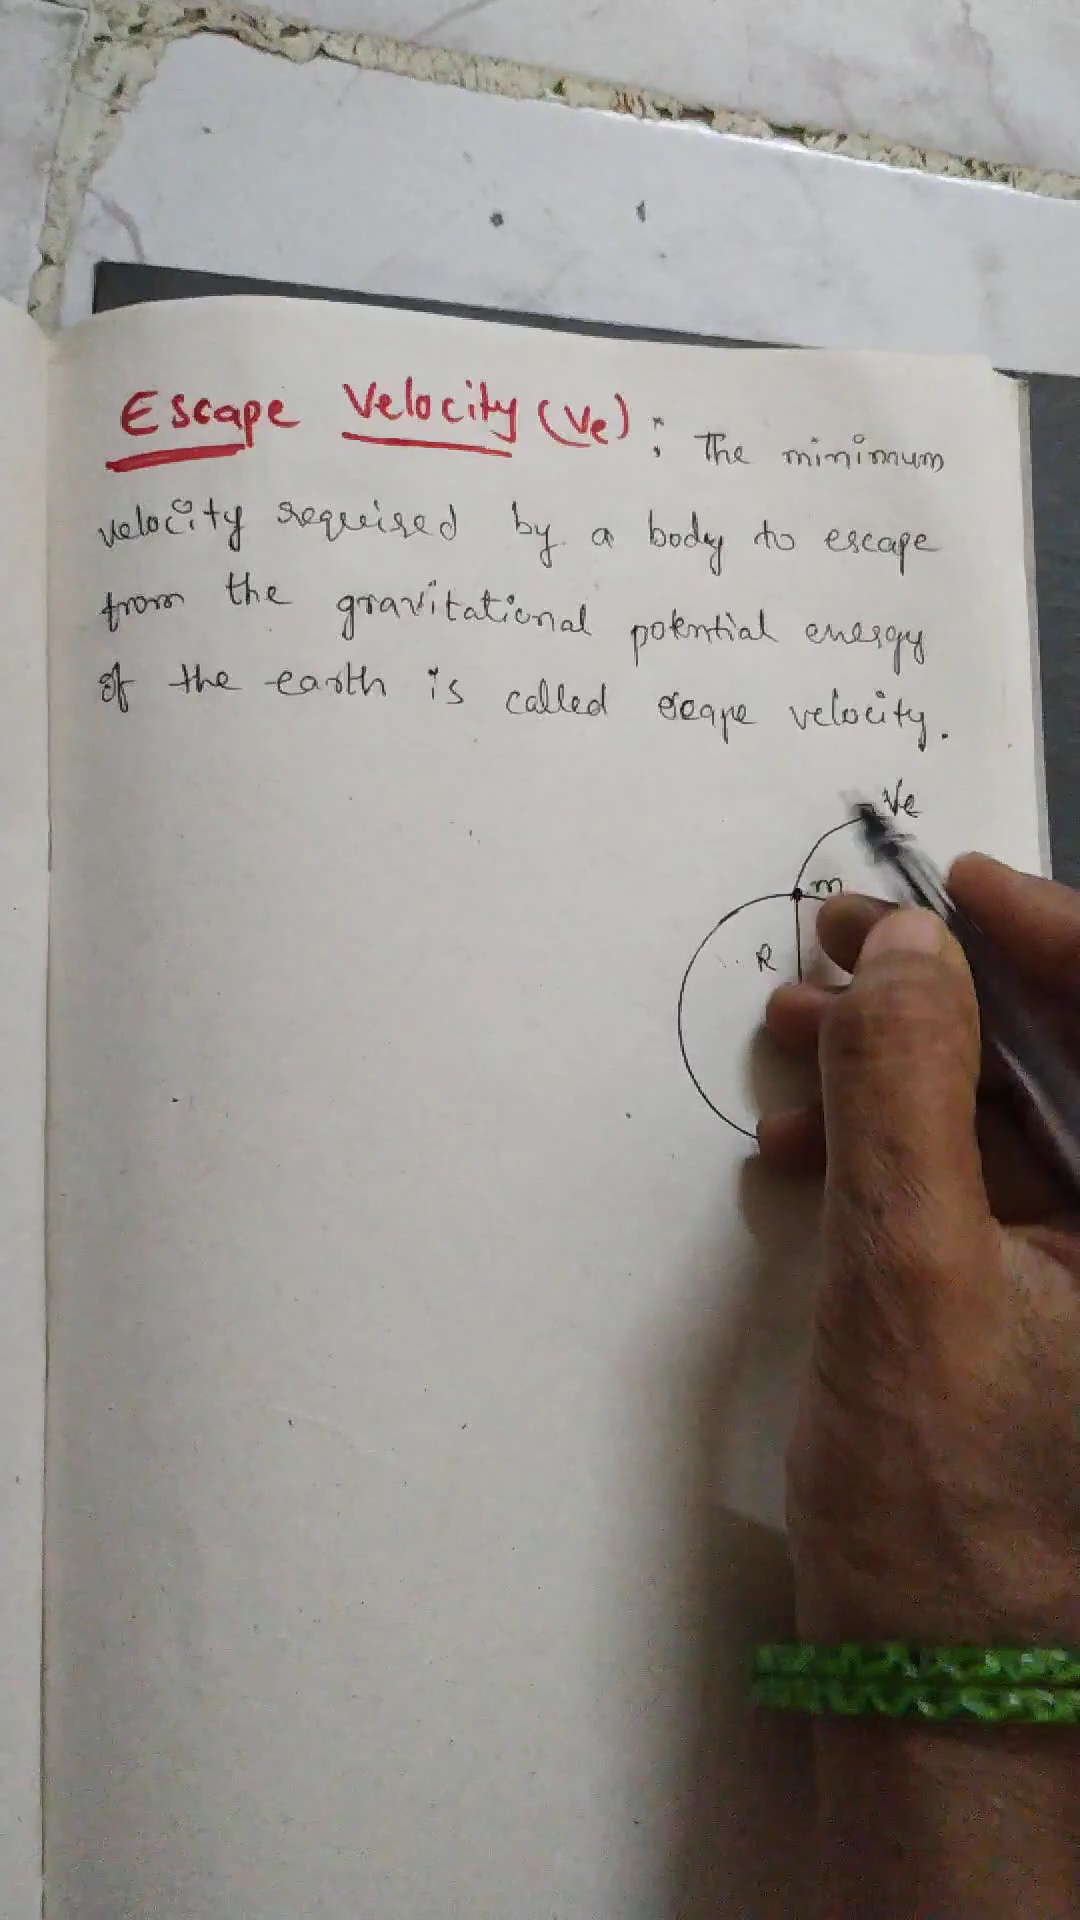 Escape Velocity (Ve) : The minimum
velocity required by a body to escape
from the gravitational potential energy
of the earth is called escape velocity.
Ve
m
R